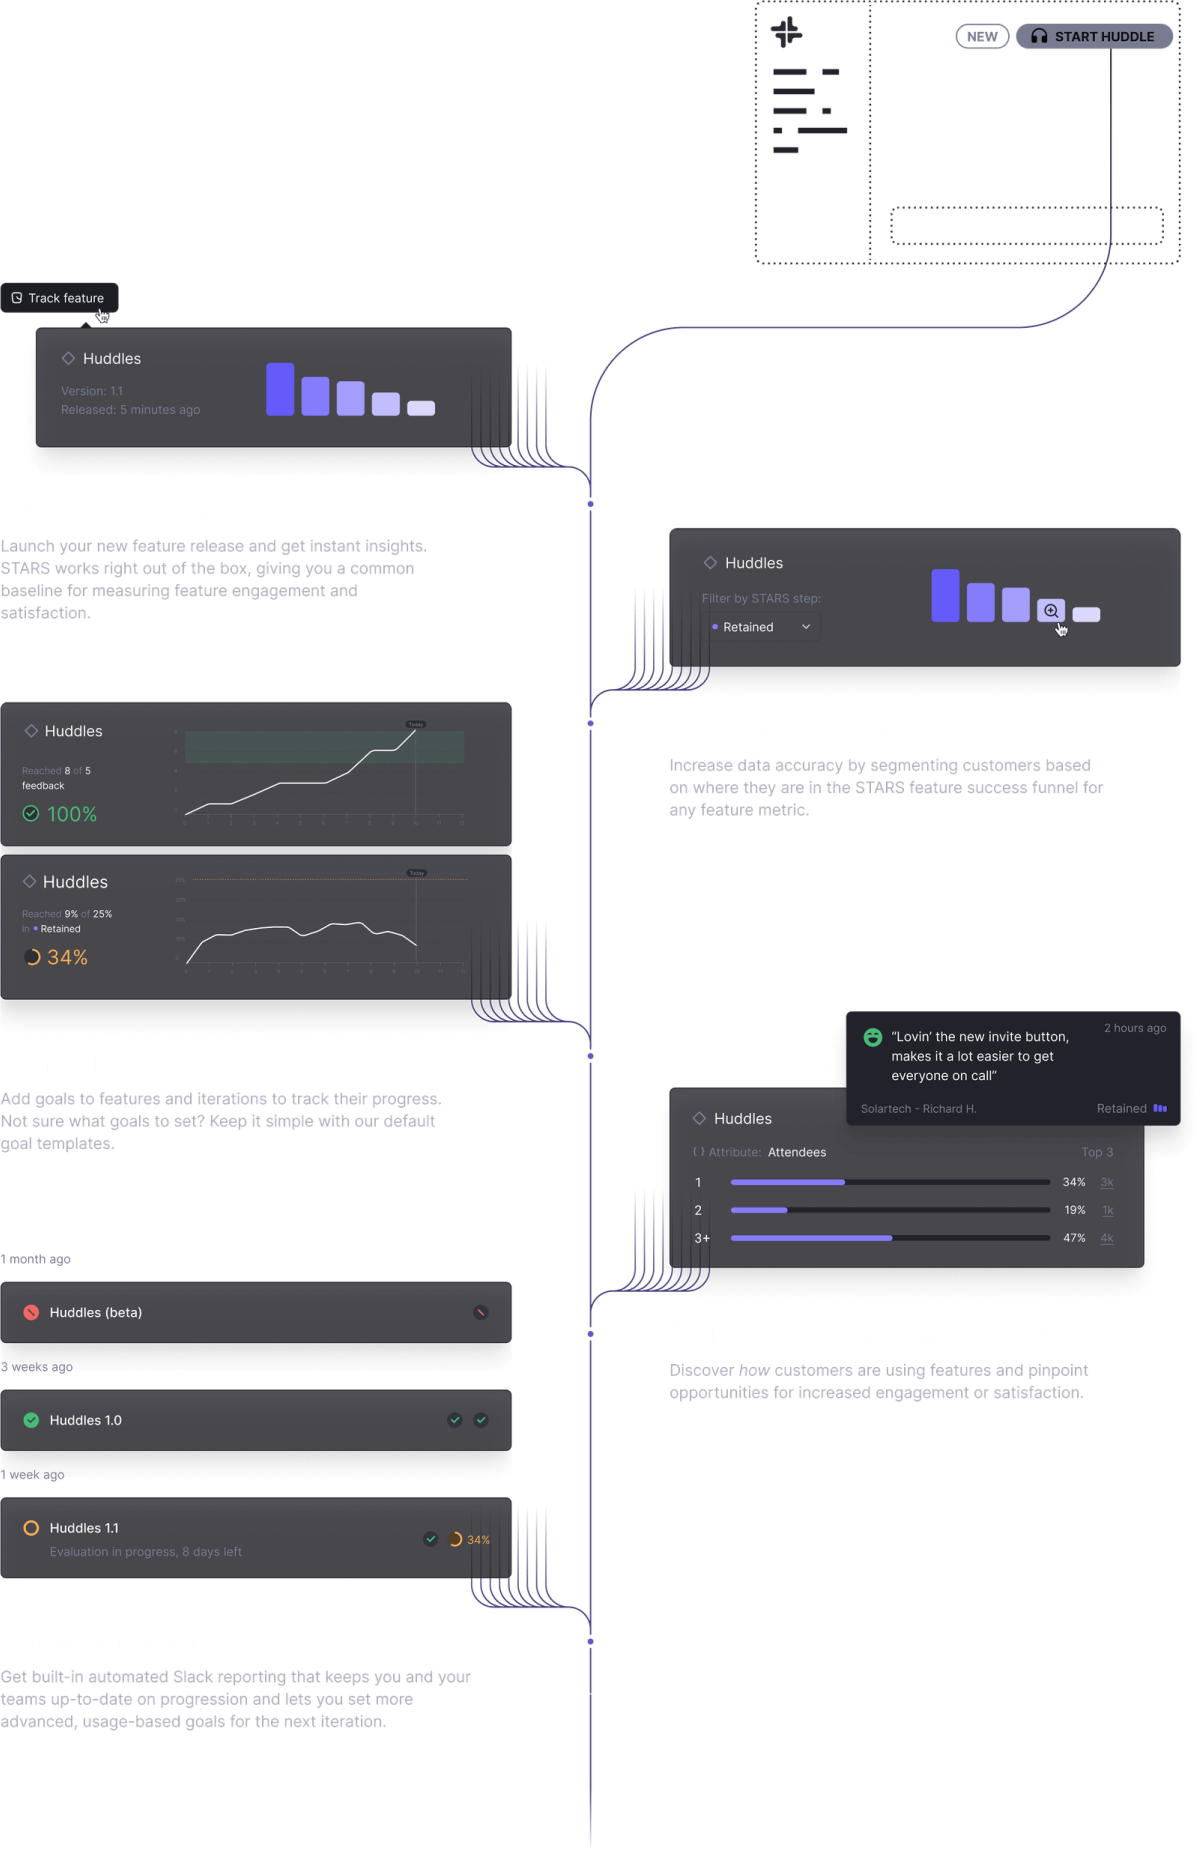 NEW
START HUDDLE
Track feature
Huddles
Version: 1.1
Released: 5 minutes ago
Launch your new feature release and get instant insights.
STARS works right out of the box, giving you a common
baseline for measuring feature engagement and
satisfaction.
Huddles
Filter by STARS step:
Retained
Increase data accuracy by segmenting customers based
on where they are in the STARS feature success funnel for
any feature metric.
Huddles
Reached 8 of 5
feedback
100%
Today
Huddles
Reached 9% of 25%
in Retained
34%
Today
Add goals to features and iterations to track their progress.
Not sure what goals to set? Keep it simple with our default
goal templates.
“Lovin’ the new invite button,
makes it a lot easier to get
everyone on call”
2 hours ago
Solartech - Richard H.
Retained
Huddles
Attribute: Attendees
Top 3
1 34% 3k
2 19% 1k
3+ 47% 4k
Discover how customers are using features and pinpoint
opportunities for increased engagement or satisfaction.
1 month ago
Huddles (beta)
3 weeks ago
Huddles 1.0
1 week ago
Huddles 1.1
Evaluation in progress, 8 days left
34%
Get built-in automated Slack reporting that keeps you and your
teams up-to-date on progression and lets you set more
advanced, usage-based goals for the next iteration.